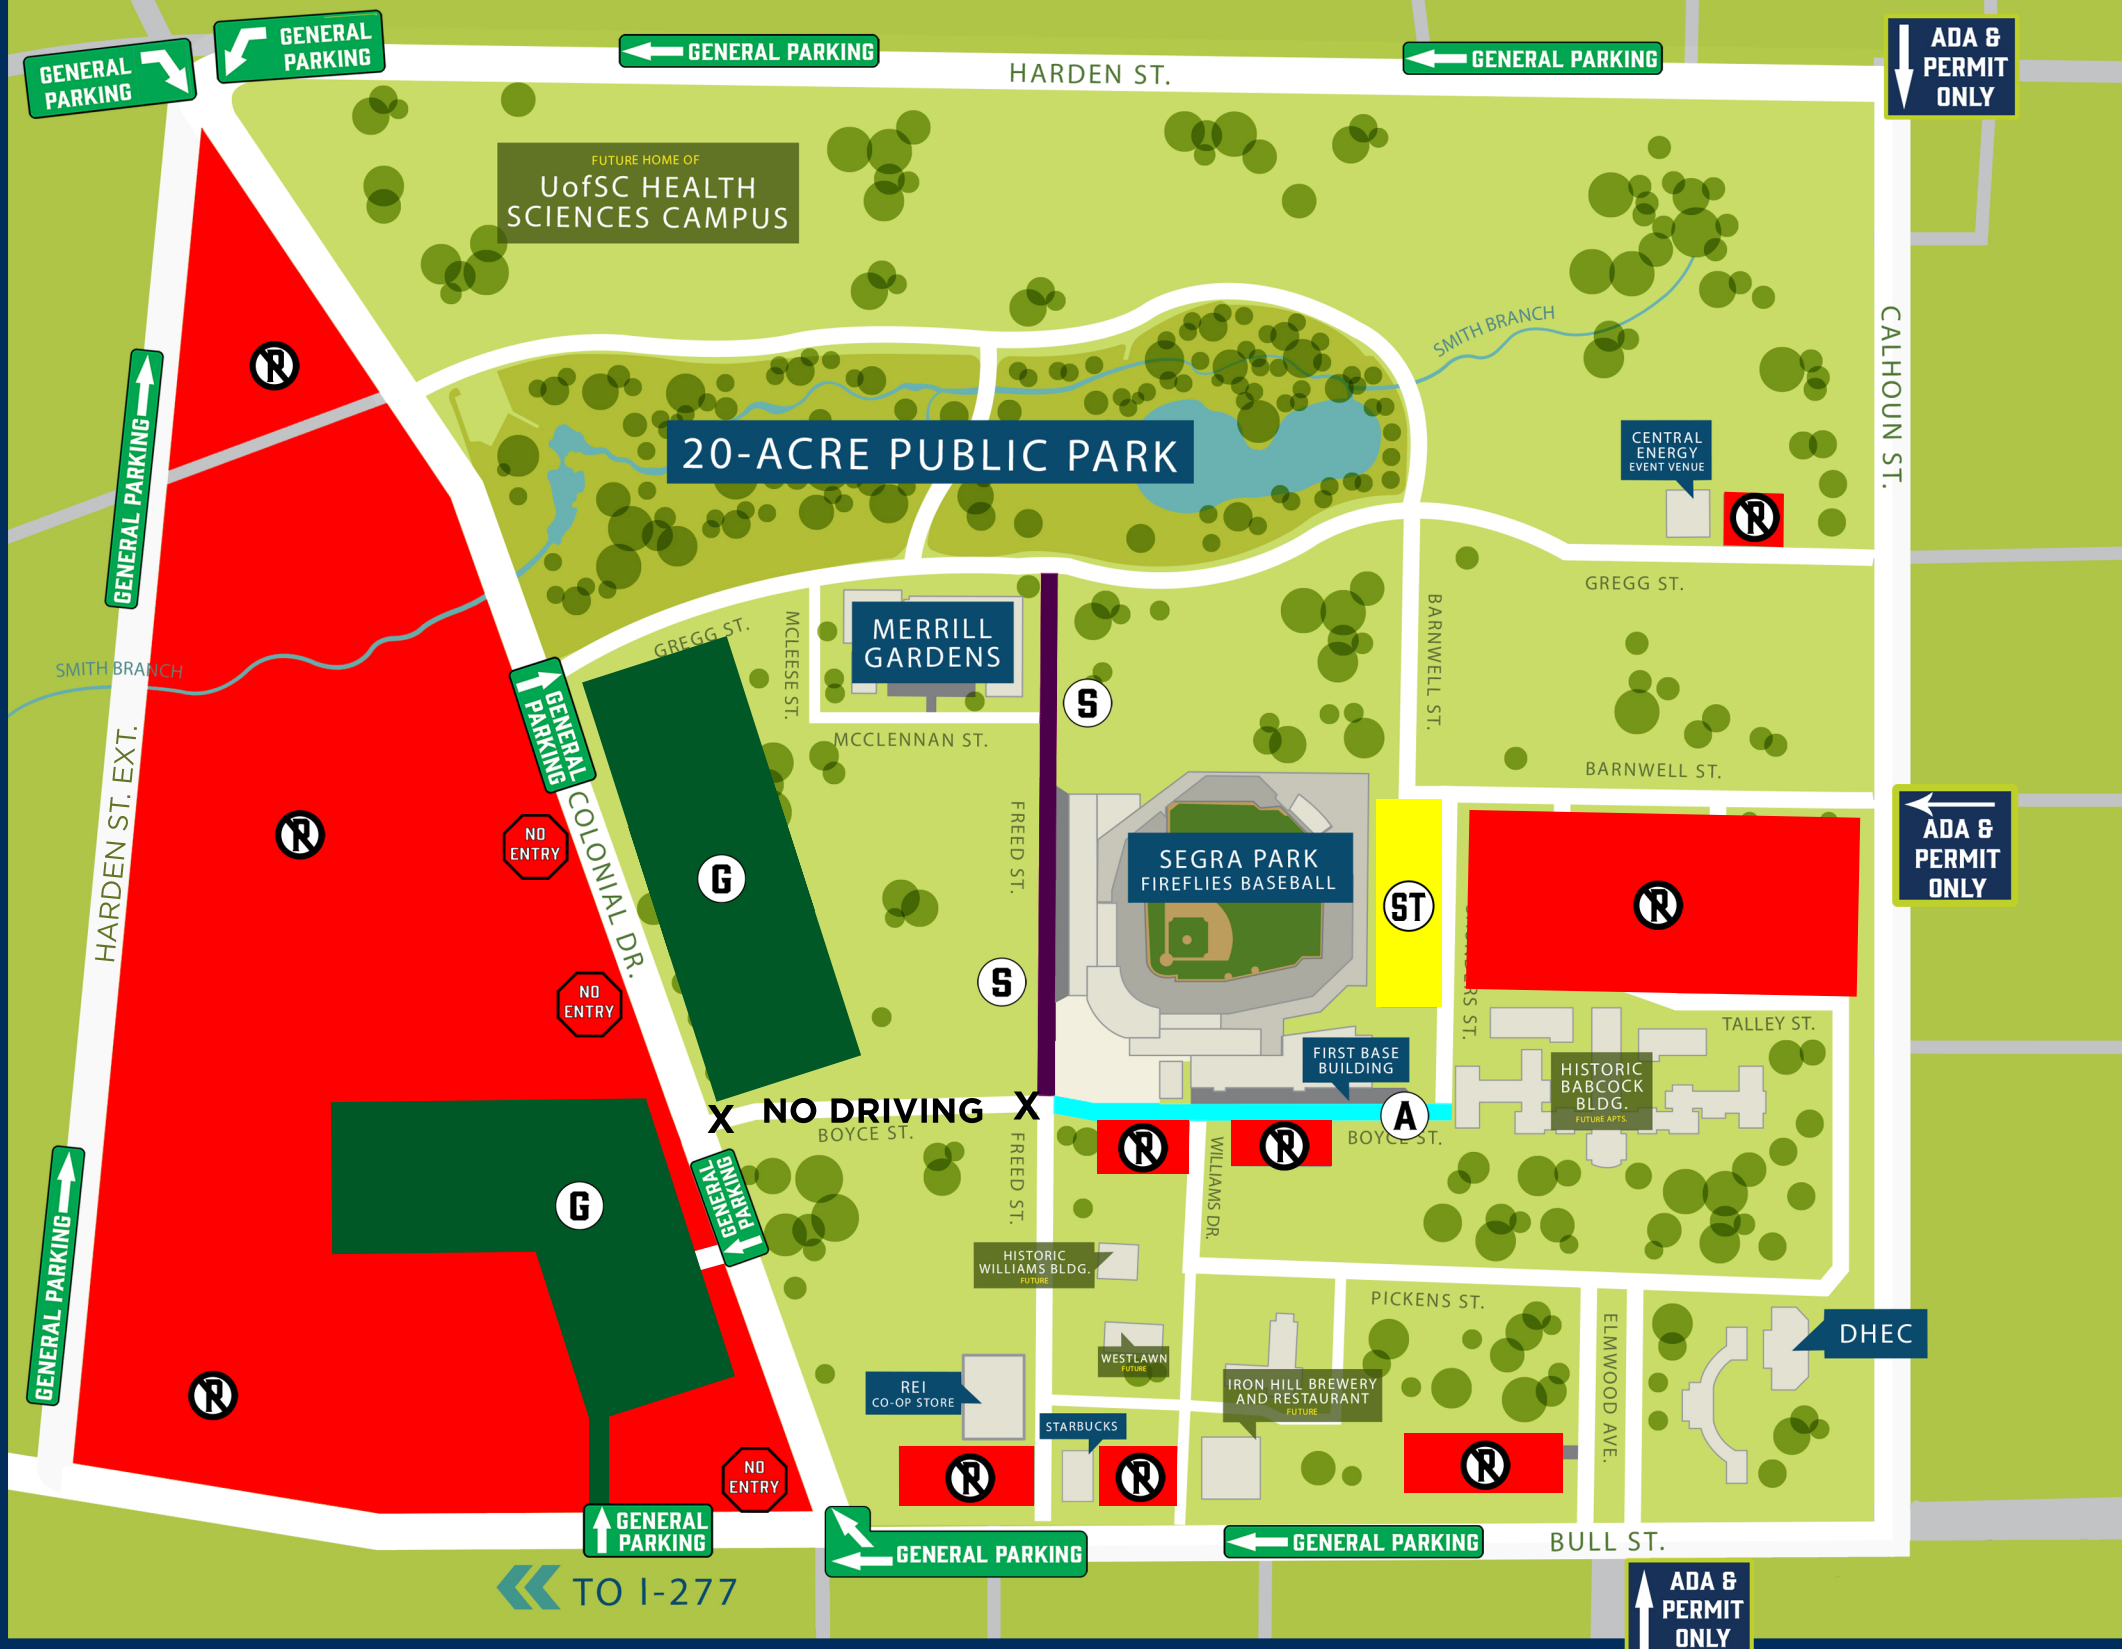 GENERAL
PARKING
GENERAL
PARKING
GENERAL PARKING
HARDEN ST.
GENERAL PARKING
ADA &
PERMIT
ONLY
FUTURE HOME OF
UofSC HEALTH
SCIENCES CAMPUS
SMITH BRANCH
CALHOUN ST.
GENERAL PARKING
20-ACRE PUBLIC PARK
CENTRAL
ENERGY
EVENT VENUE
GREGG ST.
GREGG ST.
MCLEESE ST.
MERRILL
GARDENS
BARNWELL ST.
SMITH BRANCH
GENERAL
PARKING
S
MCCLENNAN ST.
BARNWELL ST.
HARDEN ST. EXT.
NO
ENTRY
COLONIAL DR.
G
FREED ST.
SEGRA PARK
FIREFLIES BASEBALL
ST
ADA &
PERMIT
ONLY
NO
ENTRY
S
TALLEY ST.
FIRST BASE
BUILDING
HISTORIC
BABCOCK
BLDG.
FUTURE APTS.
X NO DRIVING X
A
BOYCE ST.
BOYCE ST.
FREED ST.
WILLIAMS DR.
G
GENERAL
PARKING
GENERAL PARKING
HISTORIC
WILLIAMS BLDG.
FUTURE
PICKENS ST.
ELMWOOD AVE.
DHEC
WESTLAWN
FUTURE
REI
CO-OP STORE
IRON HILL BREWERY
AND RESTAURANT
FUTURE
STARBUCKS
NO
ENTRY
GENERAL
PARKING
GENERAL PARKING
GENERAL PARKING
BULL ST.
TO I-277
ADA &
PERMIT
ONLY